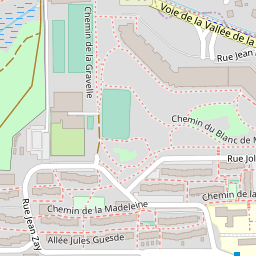 Chemin de la Gravelle
Voie de la Vallée de la
Rue Jean
Chemin du Blanc de M
Rue Jol
Chemin de la
Rue Jean Zay
Chemin de la Madeleine
Allée Jules Guesde